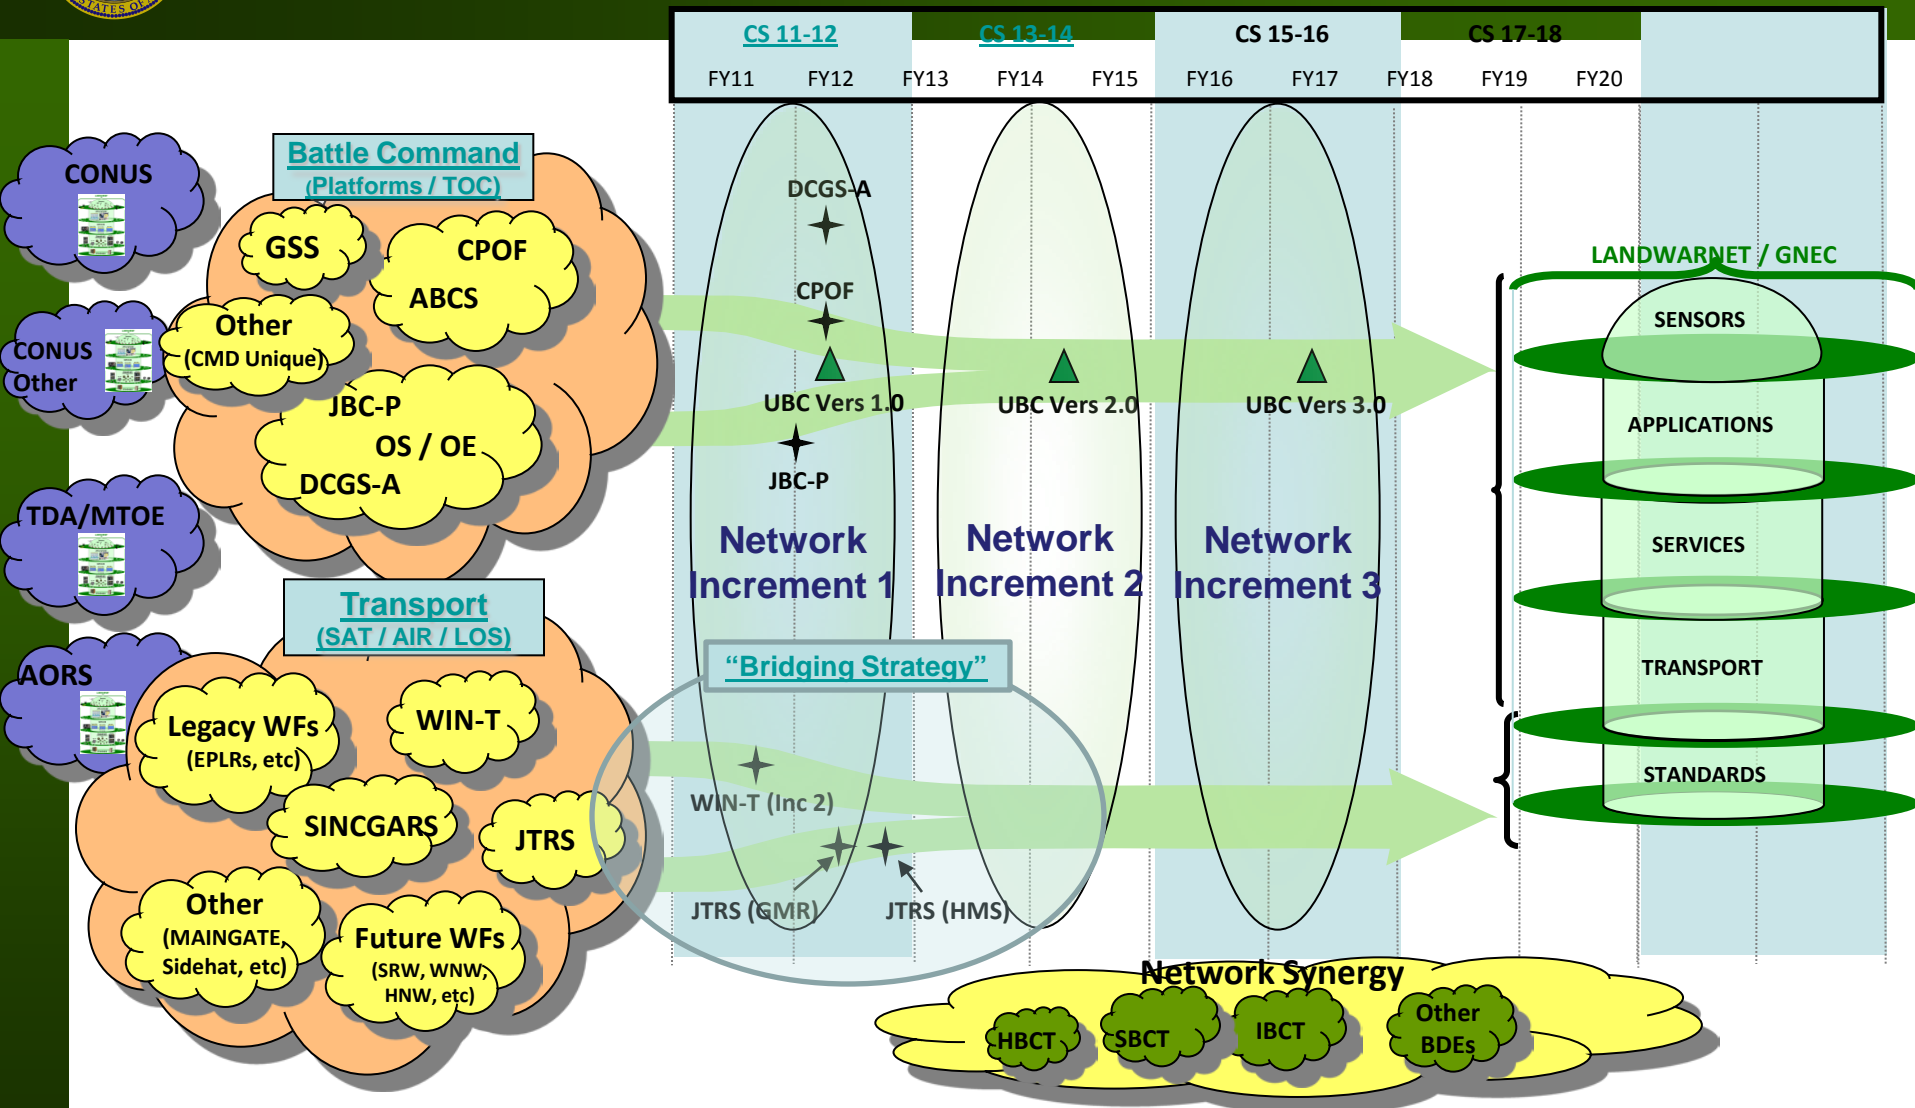 STATES OF
CS 11-12
CS 13-14
CS 15-16
CS 17-18
FY11
FY12
FY13
FY14
FY15
FY16
FY17
FY18
FY19
FY20
CONUS
CONUS
Other
TDA/MTOE
AORS
Battle Command
(Platforms / TOC)
GSS
CPOF
ABCS
Other
(CMD Unique)
JBC-P
OS / OE
DCGS-A
Transport
(SAT / AIR / LOS)
Legacy WFs
(EPLRs, etc)
WIN-T
SINCGARS
JTRS
Other
(MAINGATE,
Sidehat, etc)
Future WFs
(SRW, WNW,
HNW, etc)
DCGS-A
CPOF
UBC Vers 1.0
UBC Vers 2.0
UBC Vers 3.0
JBC-P
Network
Increment 1
Network
Increment 2
Network
Increment 3
“Bridging Strategy”
WIN-T (Inc 2)
JTRS (GMR)
JTRS (HMS)
LANDWARNET / GNEC
SENSORS
APPLICATIONS
SERVICES
TRANSPORT
STANDARDS
Network Synergy
HBCT
SBCT
IBCT
Other
BDEs